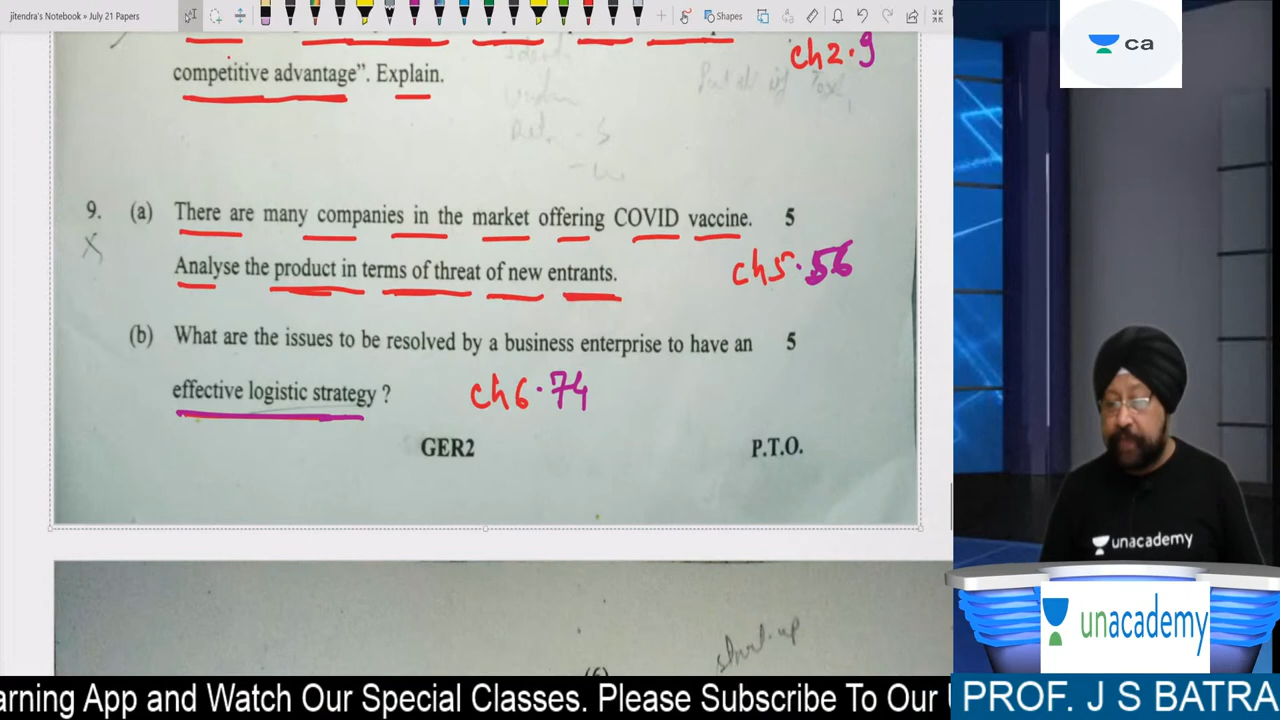 jitendra's Notebook » July 21 Papers
Shapes
ca
ch2.9
competitive advantage”. Explain.
9. (a) There are many companies in the market offering COVID vaccine. 5
Analyse the product in terms of threat of new entrants.
ch5.56
(b) What are the issues to be resolved by a business enterprise to have an 5
effective logistic strategy ?
ch6.74
GER2 P.T.O.
unacademy
unacademy
arning App and Watch Our Special Classes. Please Subscribe To Our
PROF. J S BATRA